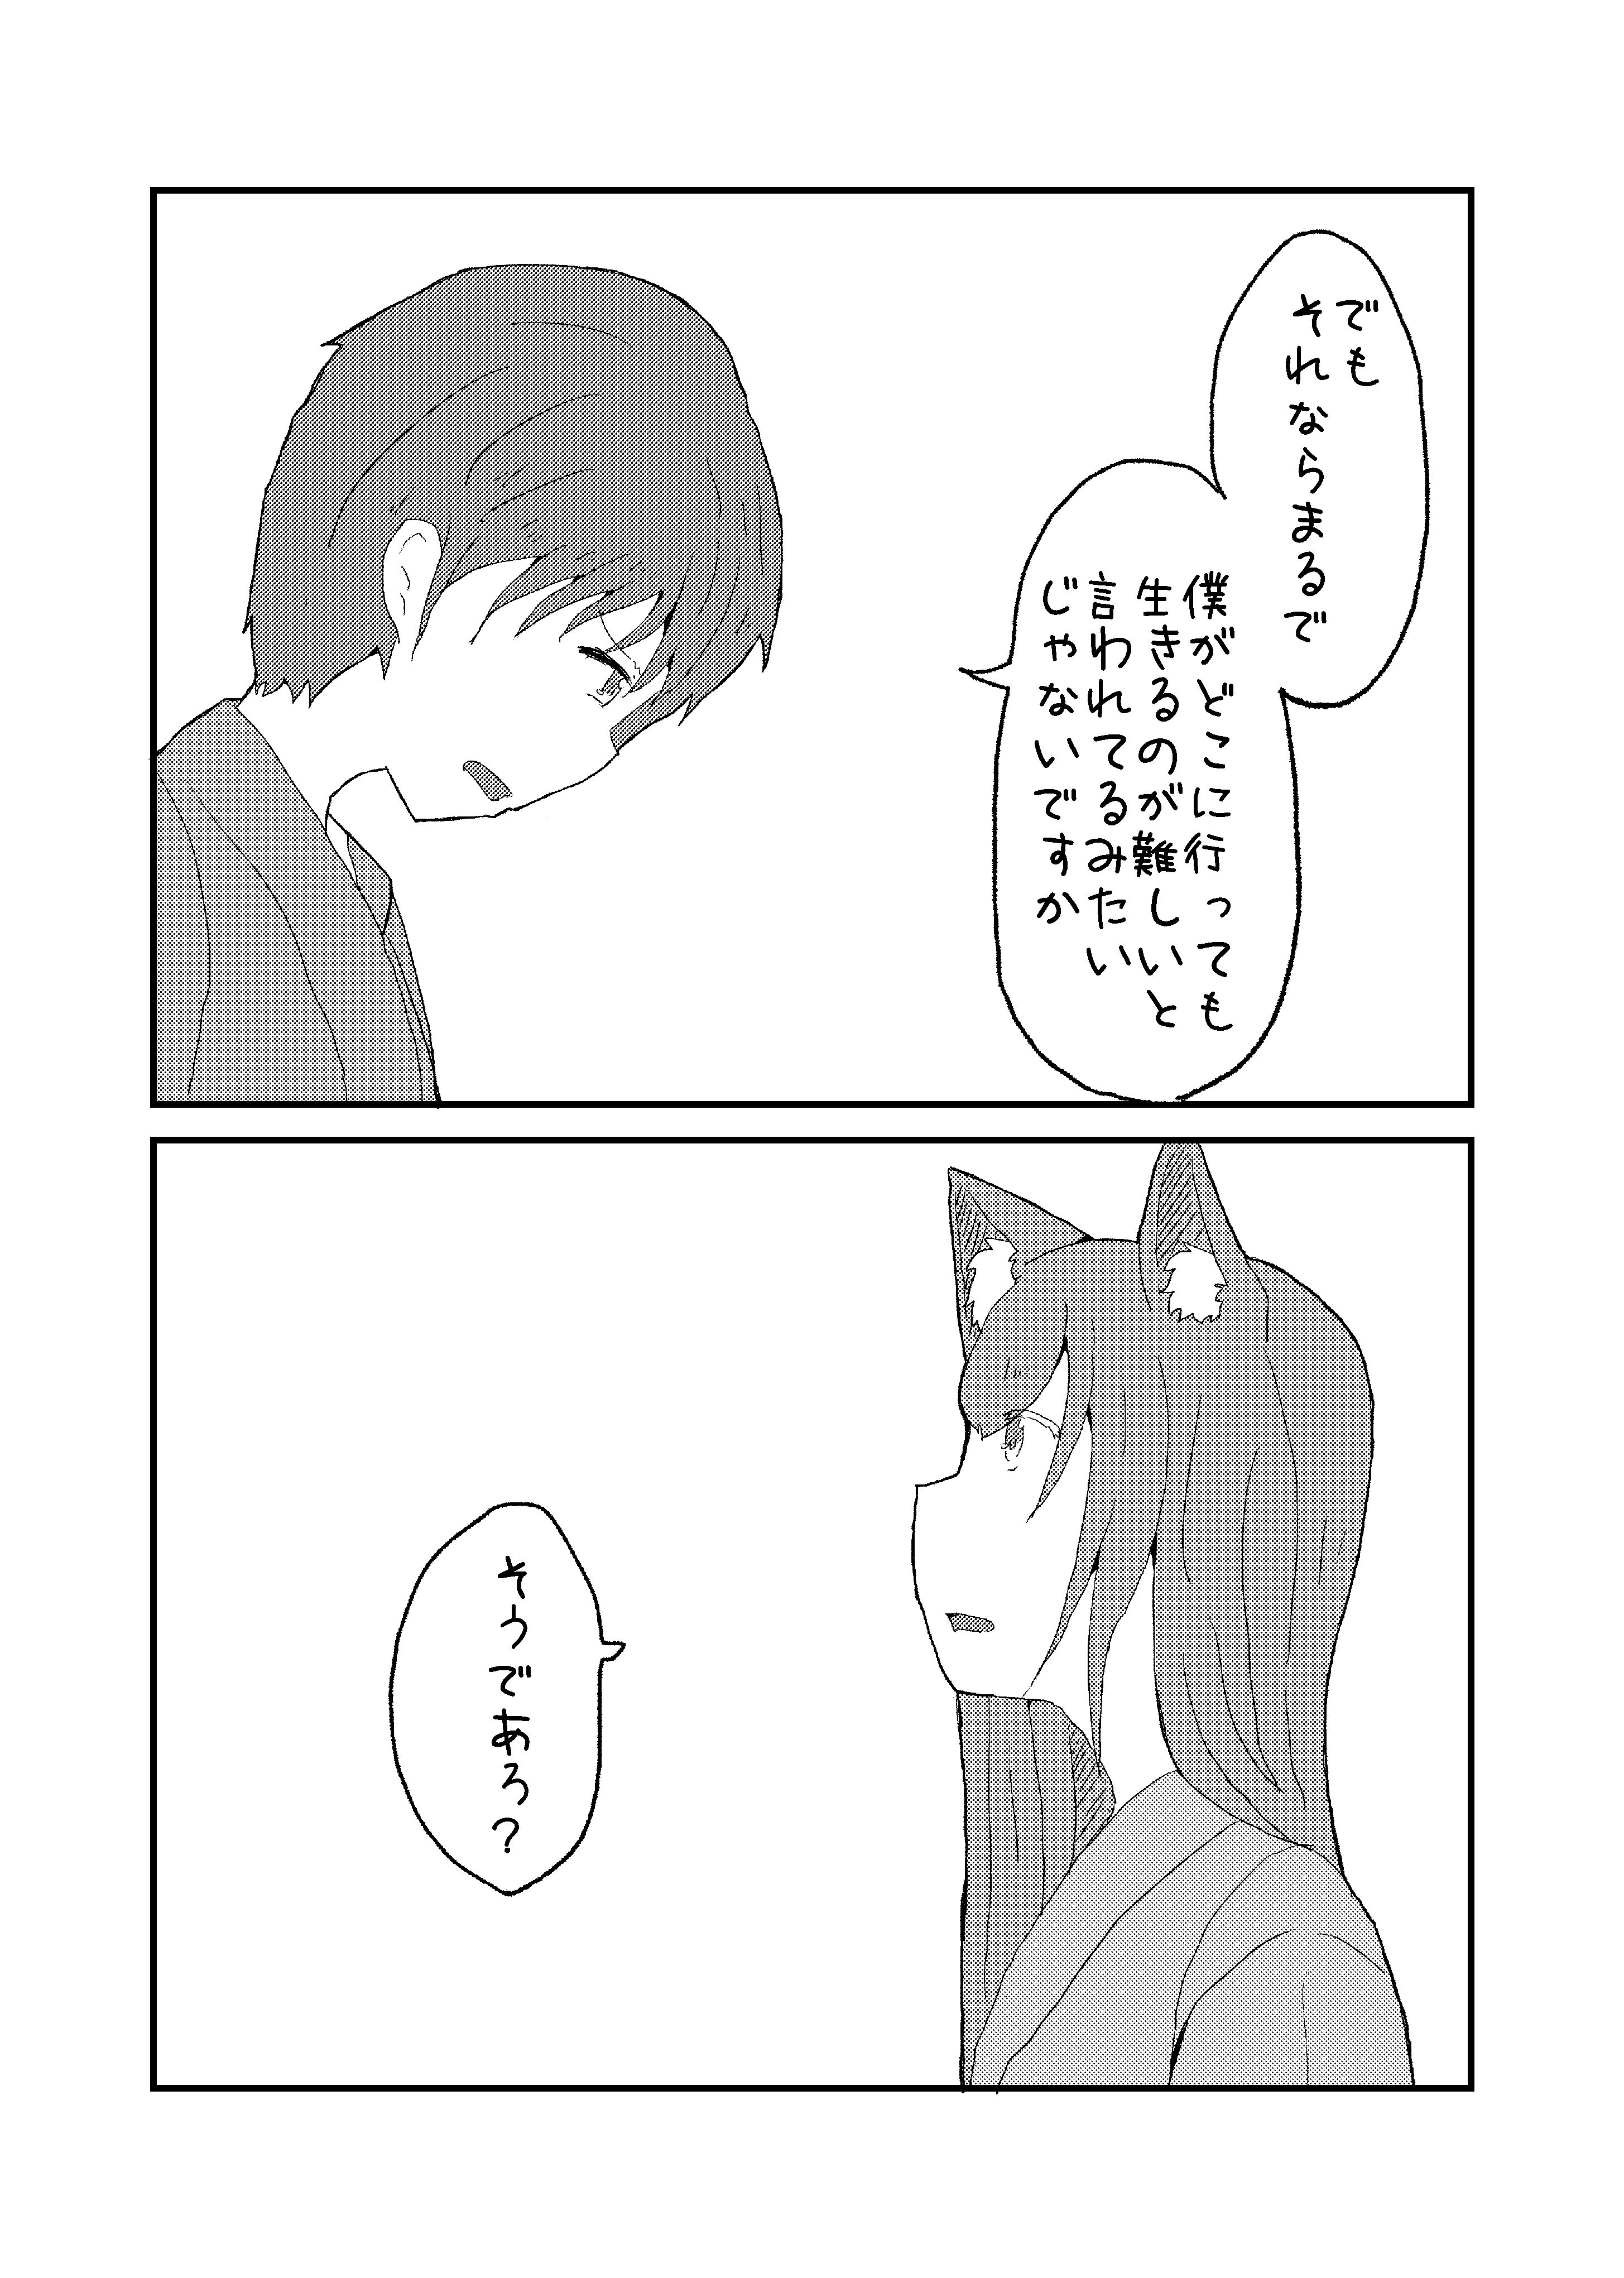 でも
それならまるで
僕がどこに行っても
生きるのが難しいと
言われてるみたい
じゃないですか
そうであろ?